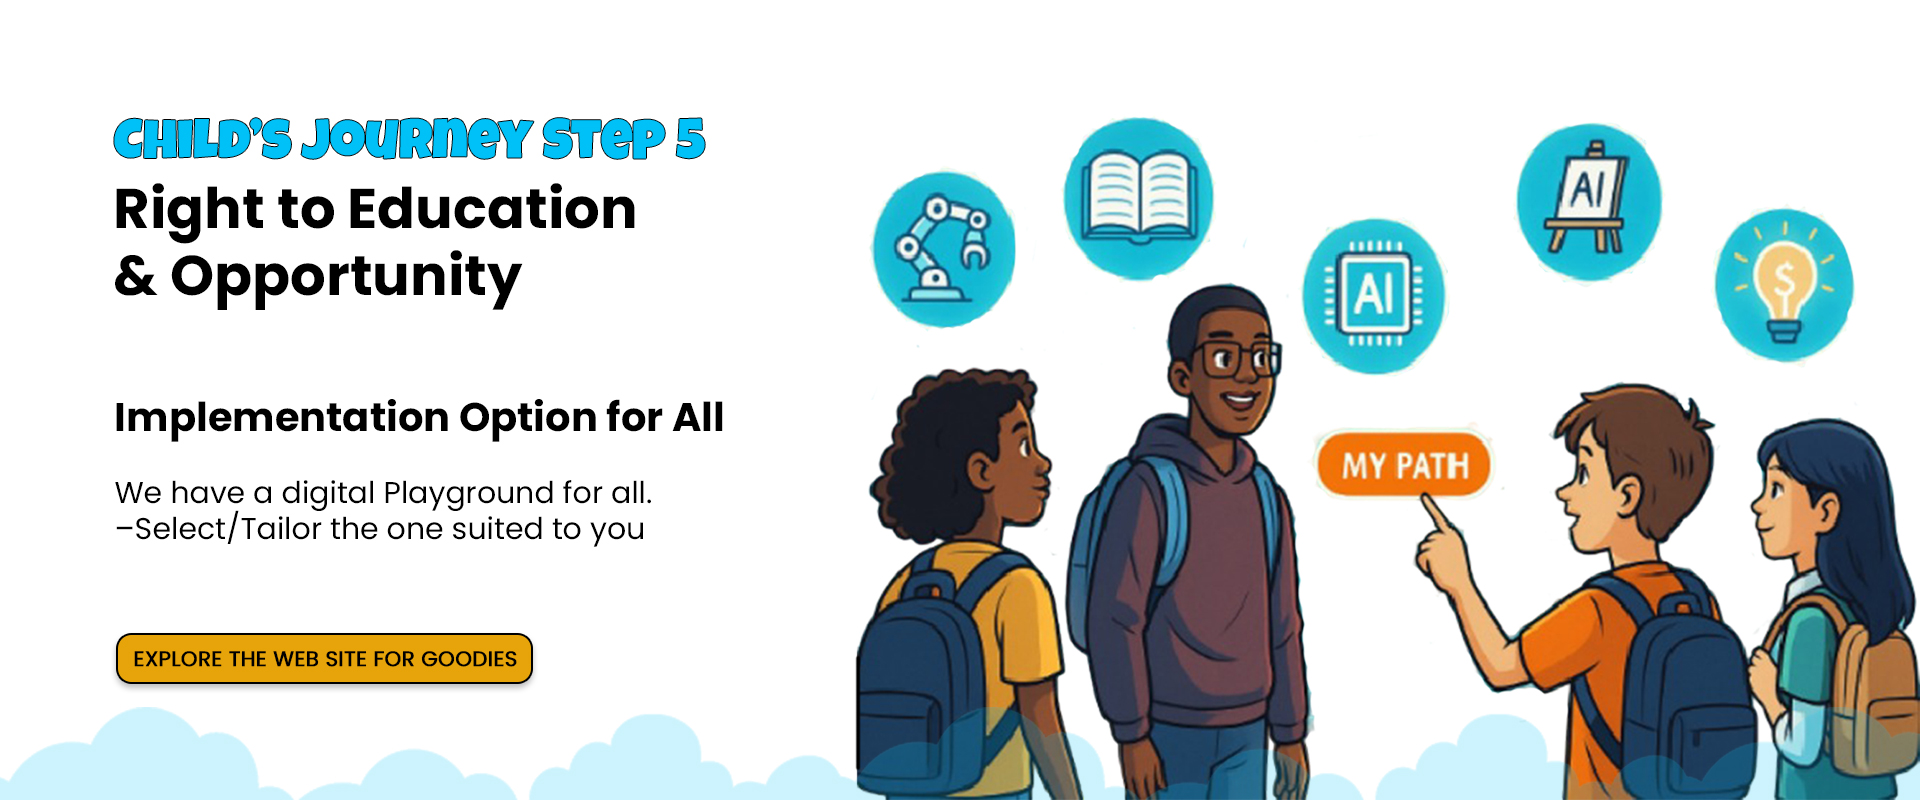 CHILD'S JOURNEY STEP 5
Right to Education
& Opportunity
Implementation Option for All
We have a digital Playground for all.
–Select/Tailor the one suited to you
EXPLORE THE WEB SITE FOR GOODIES
AI
AI
$
MY PATH